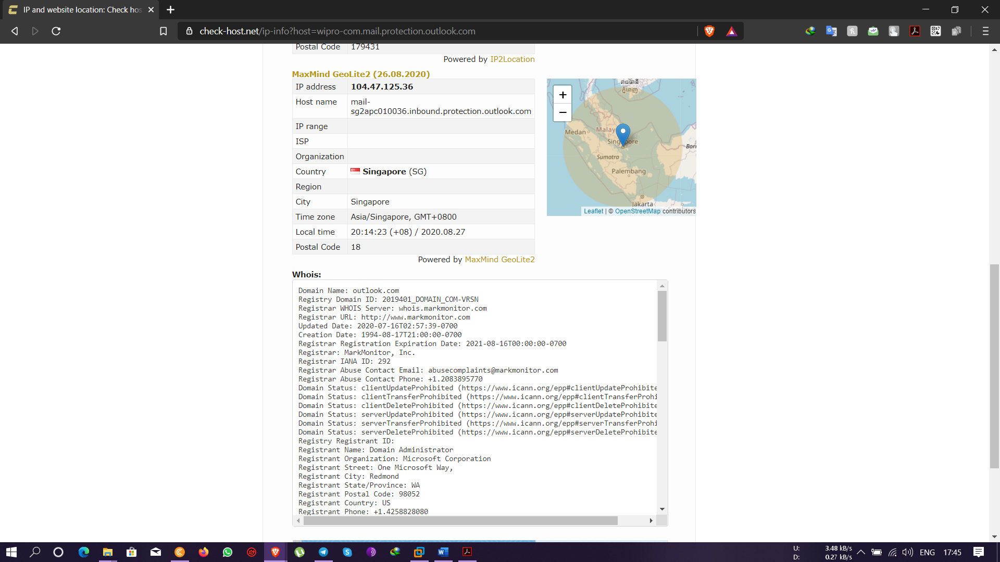 IP and website location: Check hos
check-host.net/ip-info?host=wipro-com.mail.protection.outlook.com
Postal Code 179431
Powered by IP2Location
MaxMind GeoLite2 (26.08.2020)
IP address 104.47.125.36
Host name mail-
sg2apc010036.inbound.protection.outlook.com
IP range
ISP
Organization
Country Singapore (SG)
Region
City Singapore
Time zone Asia/Singapore, GMT+0800
Local time 20:14:23 (+08) / 2020.08.27
Postal Code 18
Powered by MaxMind GeoLite2
+
−
រាជធានី
ភ្នំពេញ
Medan
Malay
Singapore
Born
Sumatra
Palembang
Jakarta
Leaflet | © OpenStreetMap contributors
Whois:
Domain Name: outlook.com
Registry Domain ID: 2019401_DOMAIN_COM-VRSN
Registrar WHOIS Server: whois.markmonitor.com
Registrar URL: http://www.markmonitor.com
Updated Date: 2020-07-16T02:57:39-0700
Creation Date: 1994-08-17T21:00:00-0700
Registrar Registration Expiration Date: 2021-08-16T00:00:00-0700
Registrar: MarkMonitor, Inc.
Registrar IANA ID: 292
Registrar Abuse Contact Email: abusecomplaints@markmonitor.com
Registrar Abuse Contact Phone: +1.2083895770
Domain Status: clientUpdateProhibited (https://www.icann.org/epp#clientUpdateProhibite
Domain Status: clientTransferProhibited (https://www.icann.org/epp#clientTransferProhi
Domain Status: clientDeleteProhibited (https://www.icann.org/epp#clientDeleteProhibite
Domain Status: serverUpdateProhibited (https://www.icann.org/epp#serverUpdateProhibite
Domain Status: serverTransferProhibited (https://www.icann.org/epp#serverTransferProhi
Domain Status: serverDeleteProhibited (https://www.icann.org/epp#serverDeleteProhibite
Registry Registrant ID:
Registrant Name: Domain Administrator
Registrant Organization: Microsoft Corporation
Registrant Street: One Microsoft Way,
Registrant City: Redmond
Registrant State/Province: WA
Registrant Postal Code: 98052
Registrant Country: US
Registrant Phone: +1.4258828080
U: 3.48 kB/s
D: 0.27 kB/s
ENG
17:45